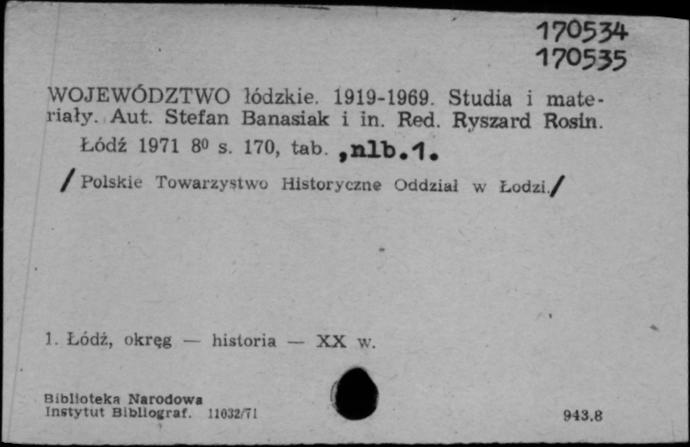 170534
170535
WOJEWÓDZTWO łódzkie. 1919-1969. Studia i mate-
riały. Aut. Stefan Banasiak i in. Red. Ryszard Rosin.
Łódź 1971 8⁰ s. 170, tab. ,nlb.1.
/ Polskie Towarzystwo Historyczne Oddział w Łodzi./
1. Łódź, okręg — historia — XX w.
Biblioteka Narodowa
Instytut Bibliograf. 11032/71
943.8